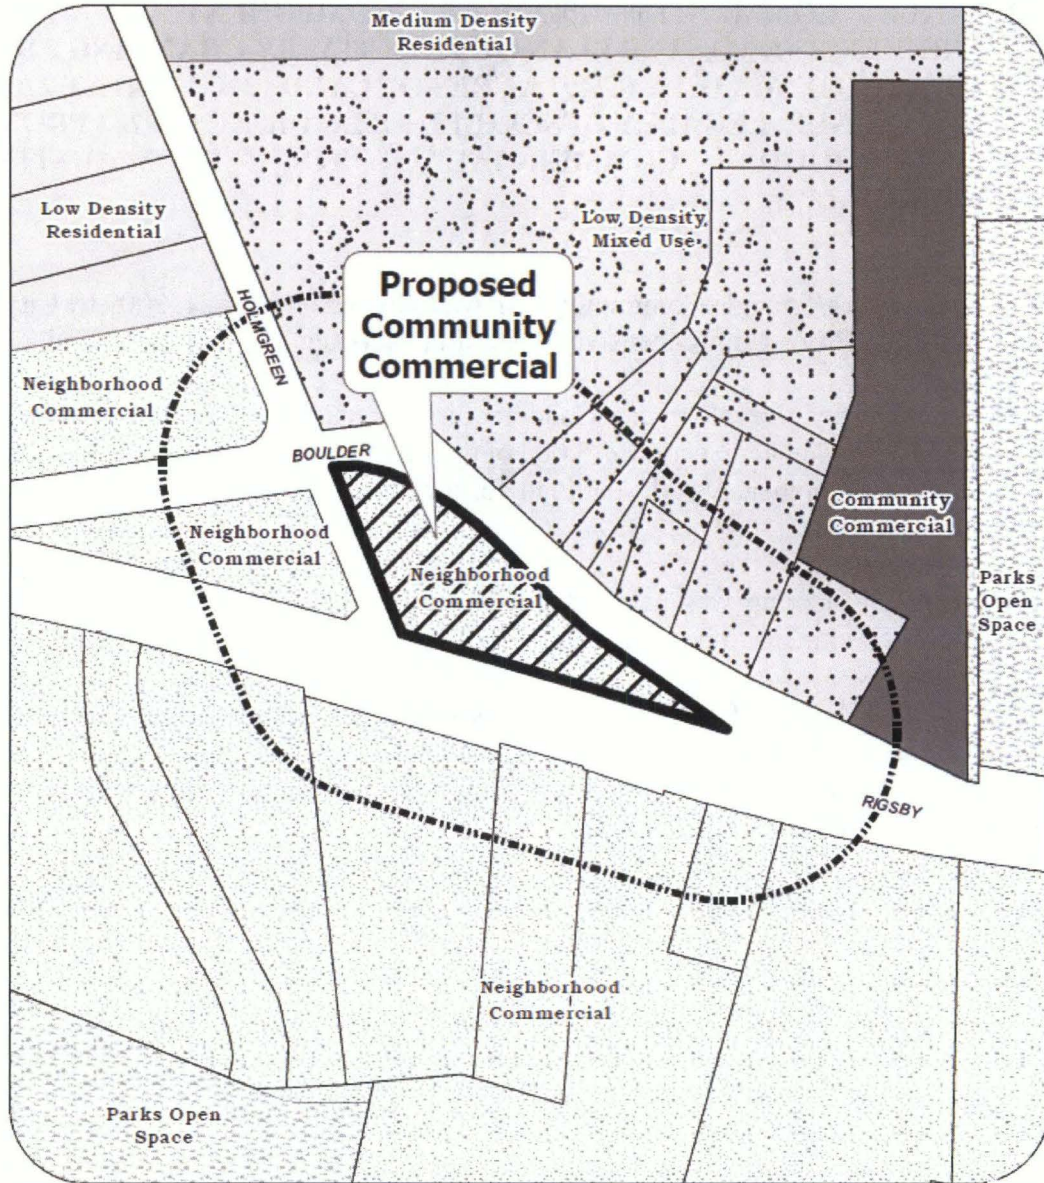 Medium Density
Residential
Low Density
Residential
Low Density
Mixed Use
HOLMGREEN
Proposed
Community
Commercial
Neighborhood
Commercial
BOULDER
Neighborhood
Commercial
Neighborhood
Commercial
Community
Commercial
Parks
Open
Space
RIGSBY
Neighborhood
Commercial
Parks Open
Space